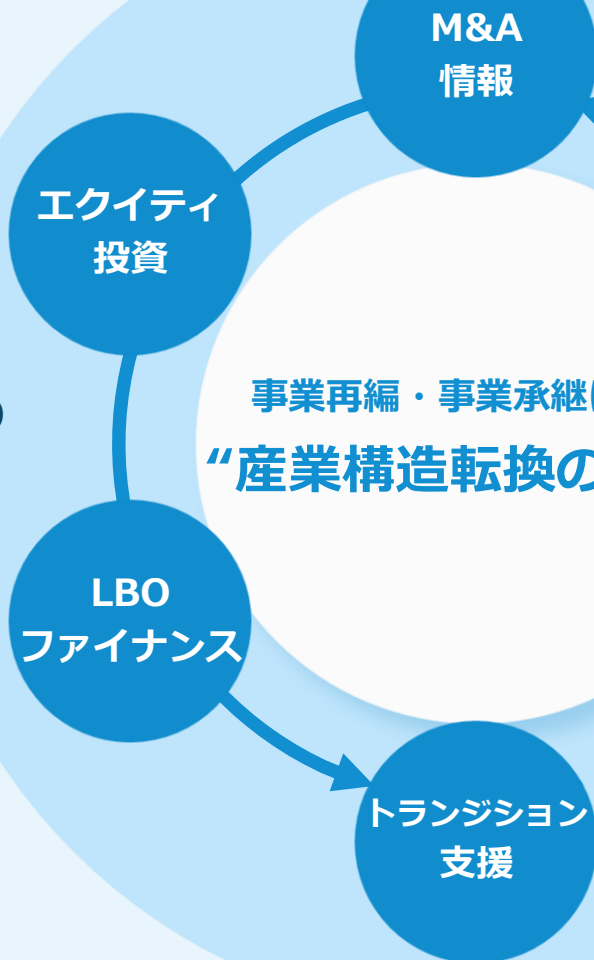 M&A
情報
エクイティ
投資
事業再編・事業承継
“産業構造転換の
LBO
ファイナンス
トランジション
支援